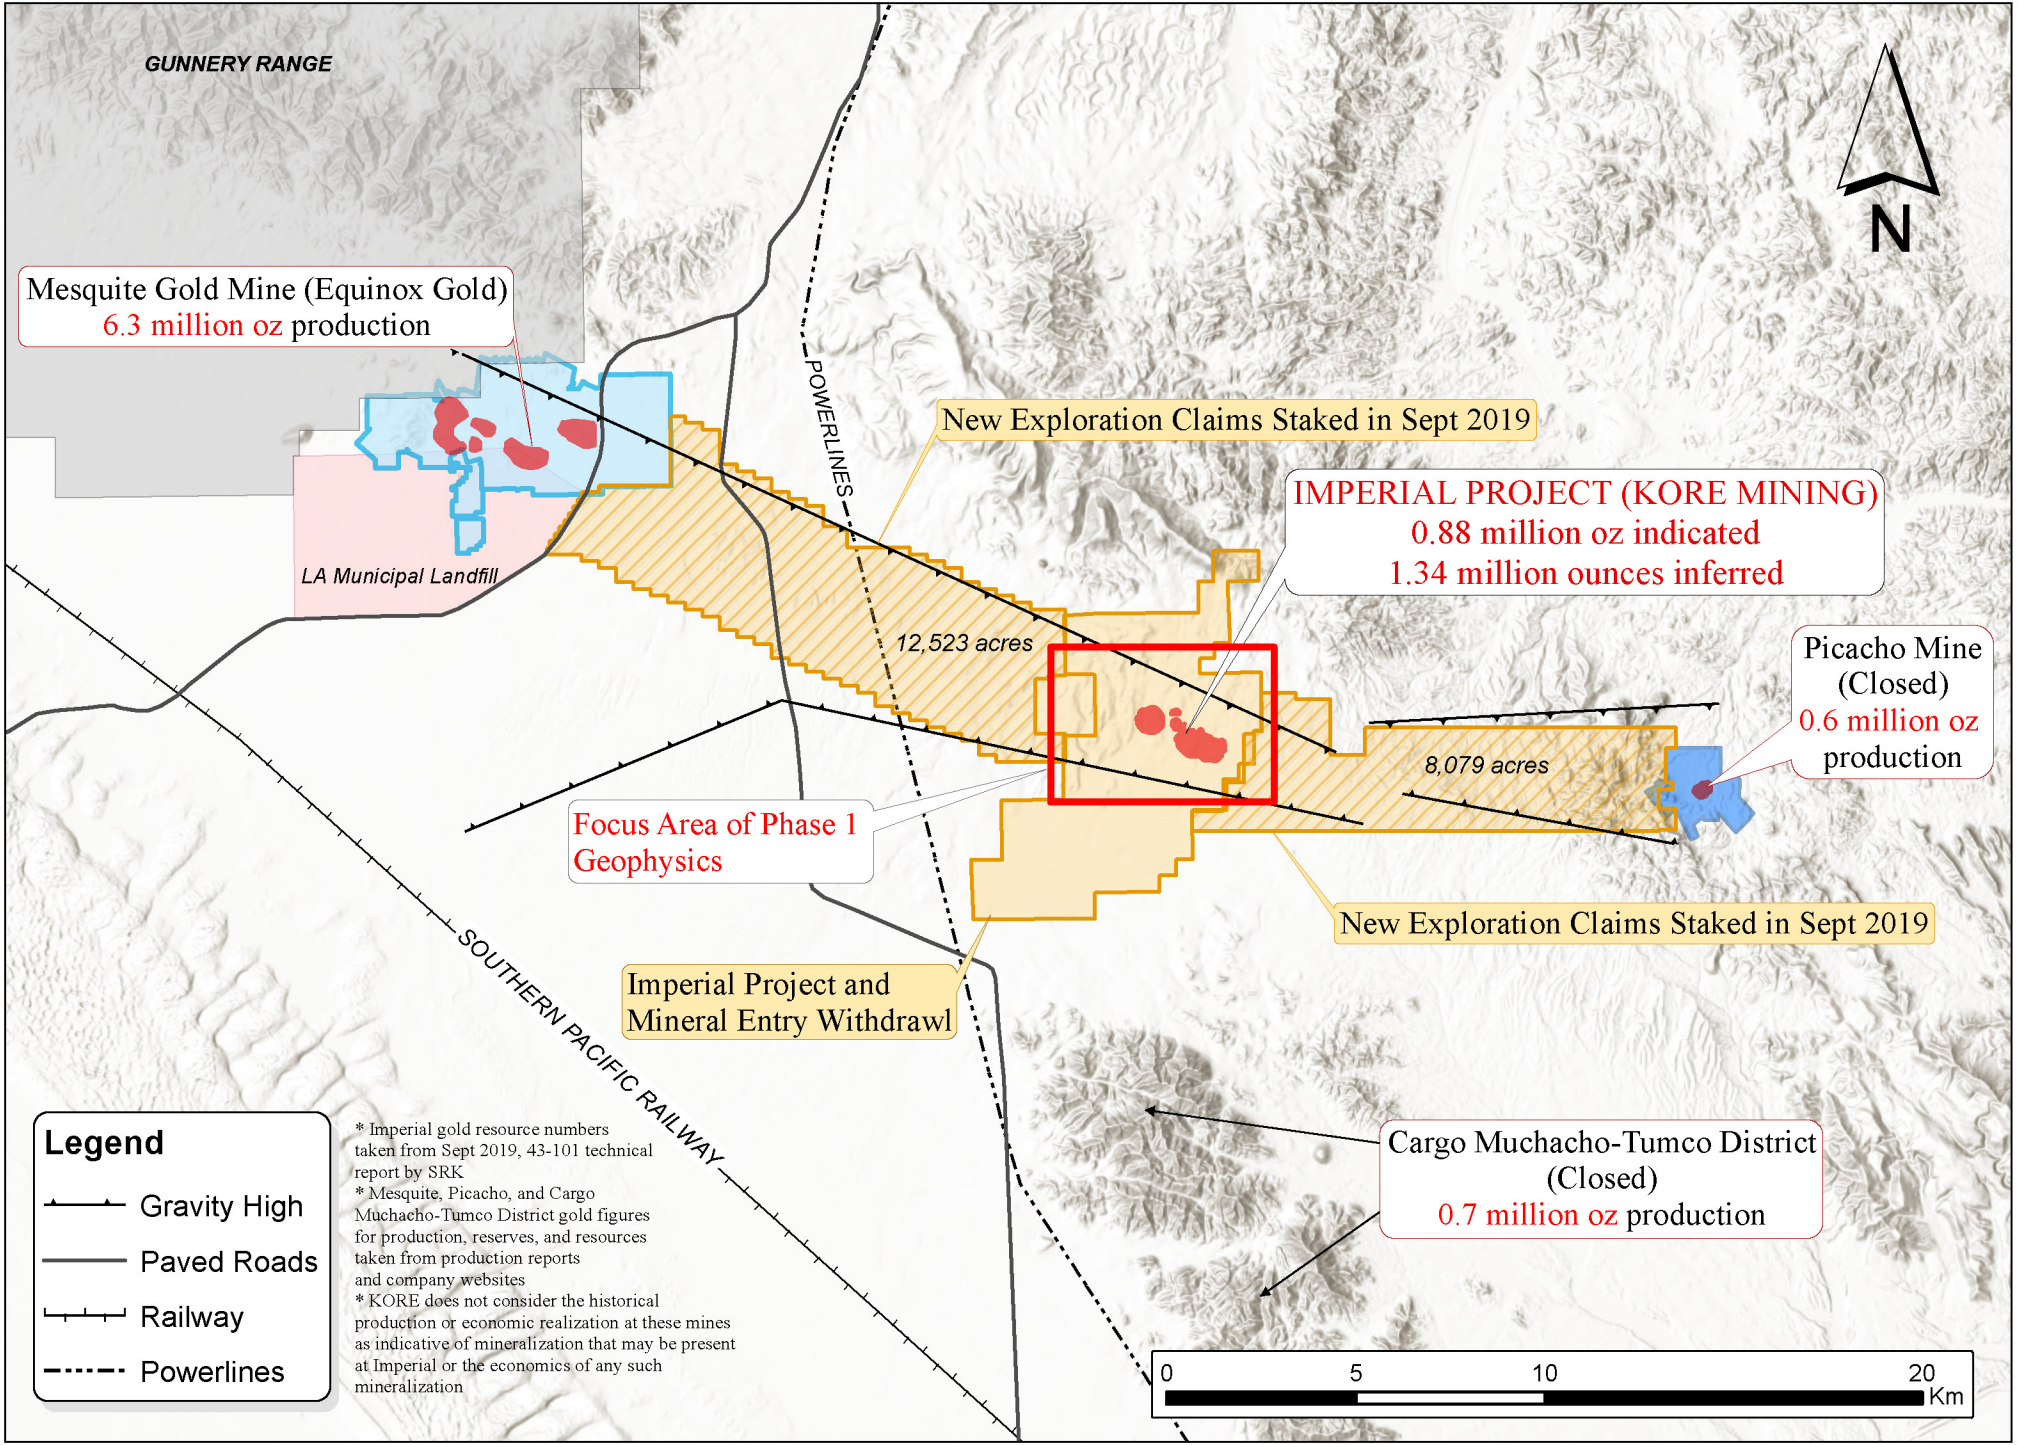 GUNNERY RANGE
N
Mesquite Gold Mine (Equinox Gold)
6.3 million oz production
POWERLINES
New Exploration Claims Staked in Sept 2019
IMPERIAL PROJECT (KORE MINING)
0.88 million oz indicated
1.34 million ounces inferred
LA Municipal Landfill
12,523 acres
Picacho Mine
(Closed)
0.6 million oz
production
8,079 acres
Focus Area of Phase 1
Geophysics
New Exploration Claims Staked in Sept 2019
Imperial Project and
Mineral Entry Withdrawl
SOUTHERN PACIFIC RAILWAY
Cargo Muchacho-Tumco District
(Closed)
0.7 million oz production
Legend
Gravity High
Paved Roads
Railway
Powerlines
* Imperial gold resource numbers
taken from Sept 2019, 43-101 technical
report by SRK
* Mesquite, Picacho, and Cargo
Muchacho-Tumco District gold figures
for production, reserves, and resources
taken from production reports
and company websites
* KORE does not consider the historical
production or economic realization at these mines
as indicative of mineralization that may be present
at Imperial or the economics of any such
mineralization
0 5 10 20
Km